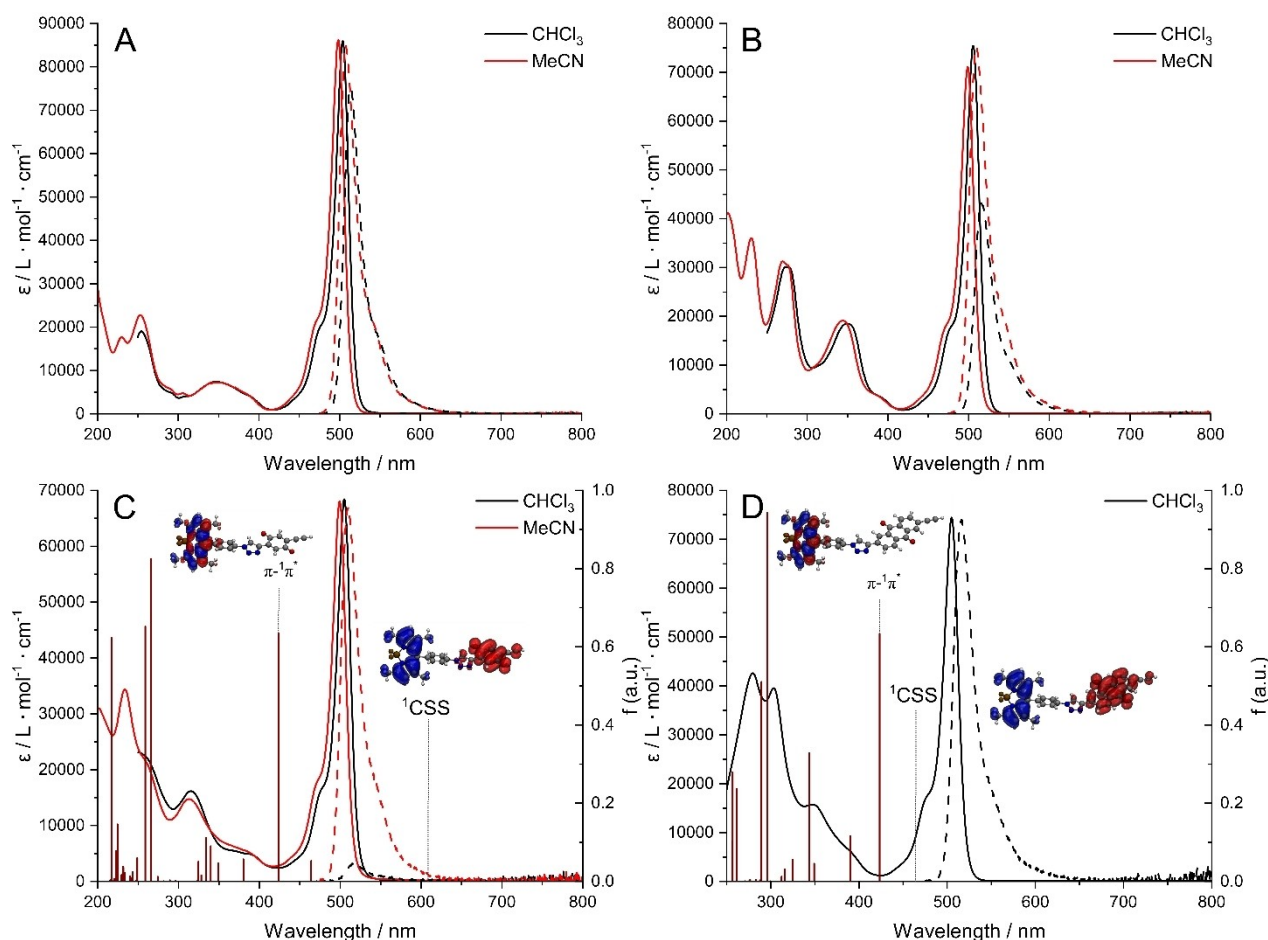 A
CHCl₃
MeCN
ε / L · mol⁻¹ · cm⁻¹
90000
80000
70000
60000
50000
40000
30000
20000
10000
0
200 300 400 500 600 700 800
Wavelength / nm
B
CHCl₃
MeCN
ε / L · mol⁻¹ · cm⁻¹
80000
70000
60000
50000
40000
30000
20000
10000
0
200 300 400 500 600 700 800
Wavelength / nm
C
CHCl₃
MeCN
π-¹π*
¹CSS
ε / L · mol⁻¹ · cm⁻¹
70000
60000
50000
40000
30000
20000
10000
0
1.0
0.8
0.6
0.4
0.2
0.0
f (a.u.)
200 300 400 500 600 700 800
Wavelength / nm
D
CHCl₃
π-¹π*
¹CSS
ε / L · mol⁻¹ · cm⁻¹
80000
70000
60000
50000
40000
30000
20000
10000
0
1.0
0.8
0.6
0.4
0.2
0.0
f (a.u.)
300 400 500 600 700 800
Wavelength / nm